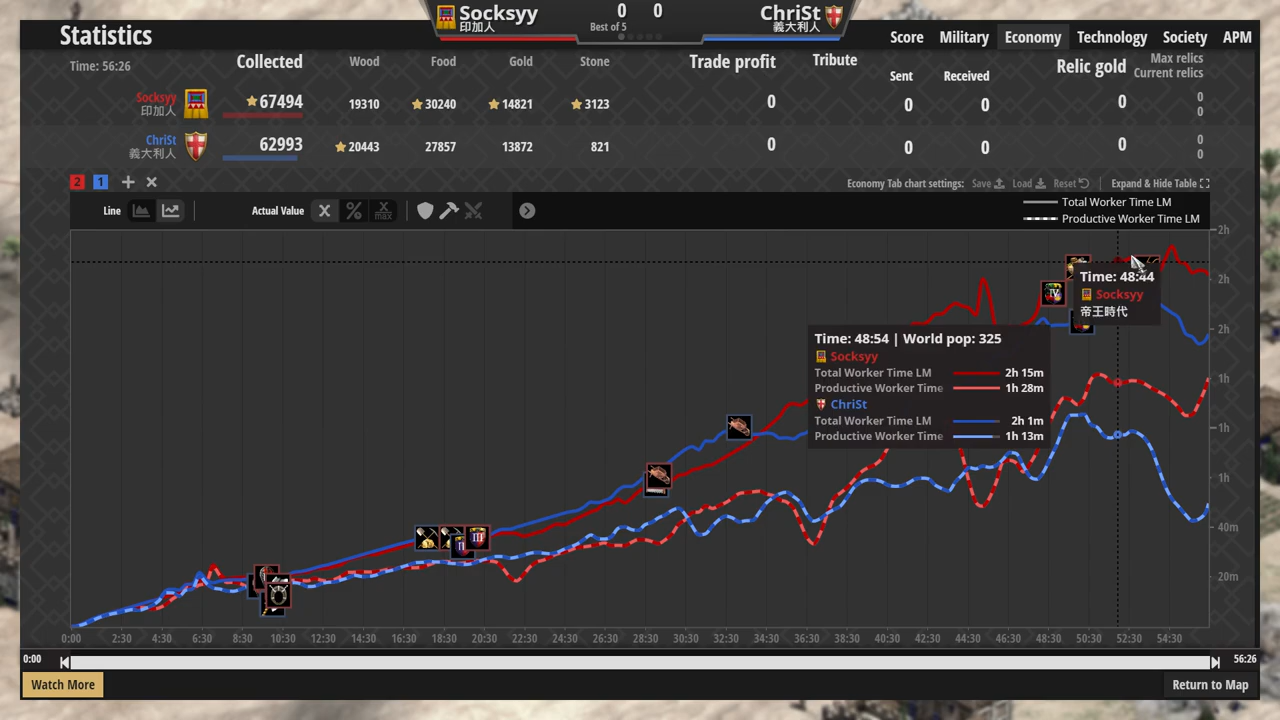 Socksyy
印加人
0 0
Best of 5
ChriSt
義大利人
Statistics
Score Military Economy Technology Society APM
Time: 56:26
Collected Wood Food Gold Stone Trade profit Tribute Sent Received Relic gold Max relics
Current relics
Socksyy
印加人
67494 19310 30240 14821 3123 0 0 0 0 0
0
ChriSt
義大利人
62993 20443 27857 13872 821 0 0 0 0 0
0
2 1 + ×
Economy Tab chart settings: Save Load Reset Expand & Hide Table
Line Actual Value X % X/max
Total Worker Time LM
Productive Worker Time LM
2h
2h
2h
1h
1h
1h
40m
20m
Time: 48:44
Socksyy
帝王時代
Time: 48:54 | World pop: 325
Socksyy
Total Worker Time LM 2h 15m
Productive Worker Time 1h 28m
ChriSt
Total Worker Time LM 2h 1m
Productive Worker Time 1h 13m
IV
II
III
0:00 2:30 4:30 6:30 8:30 10:30 12:30 14:30 16:30 18:30 20:30 22:30 24:30 26:30 28:30 30:30 32:30 34:30 36:30 38:30 40:30 42:30 44:30 46:30 48:30 50:30 52:30 54:30
0:00 56:26
Watch More
Return to Map